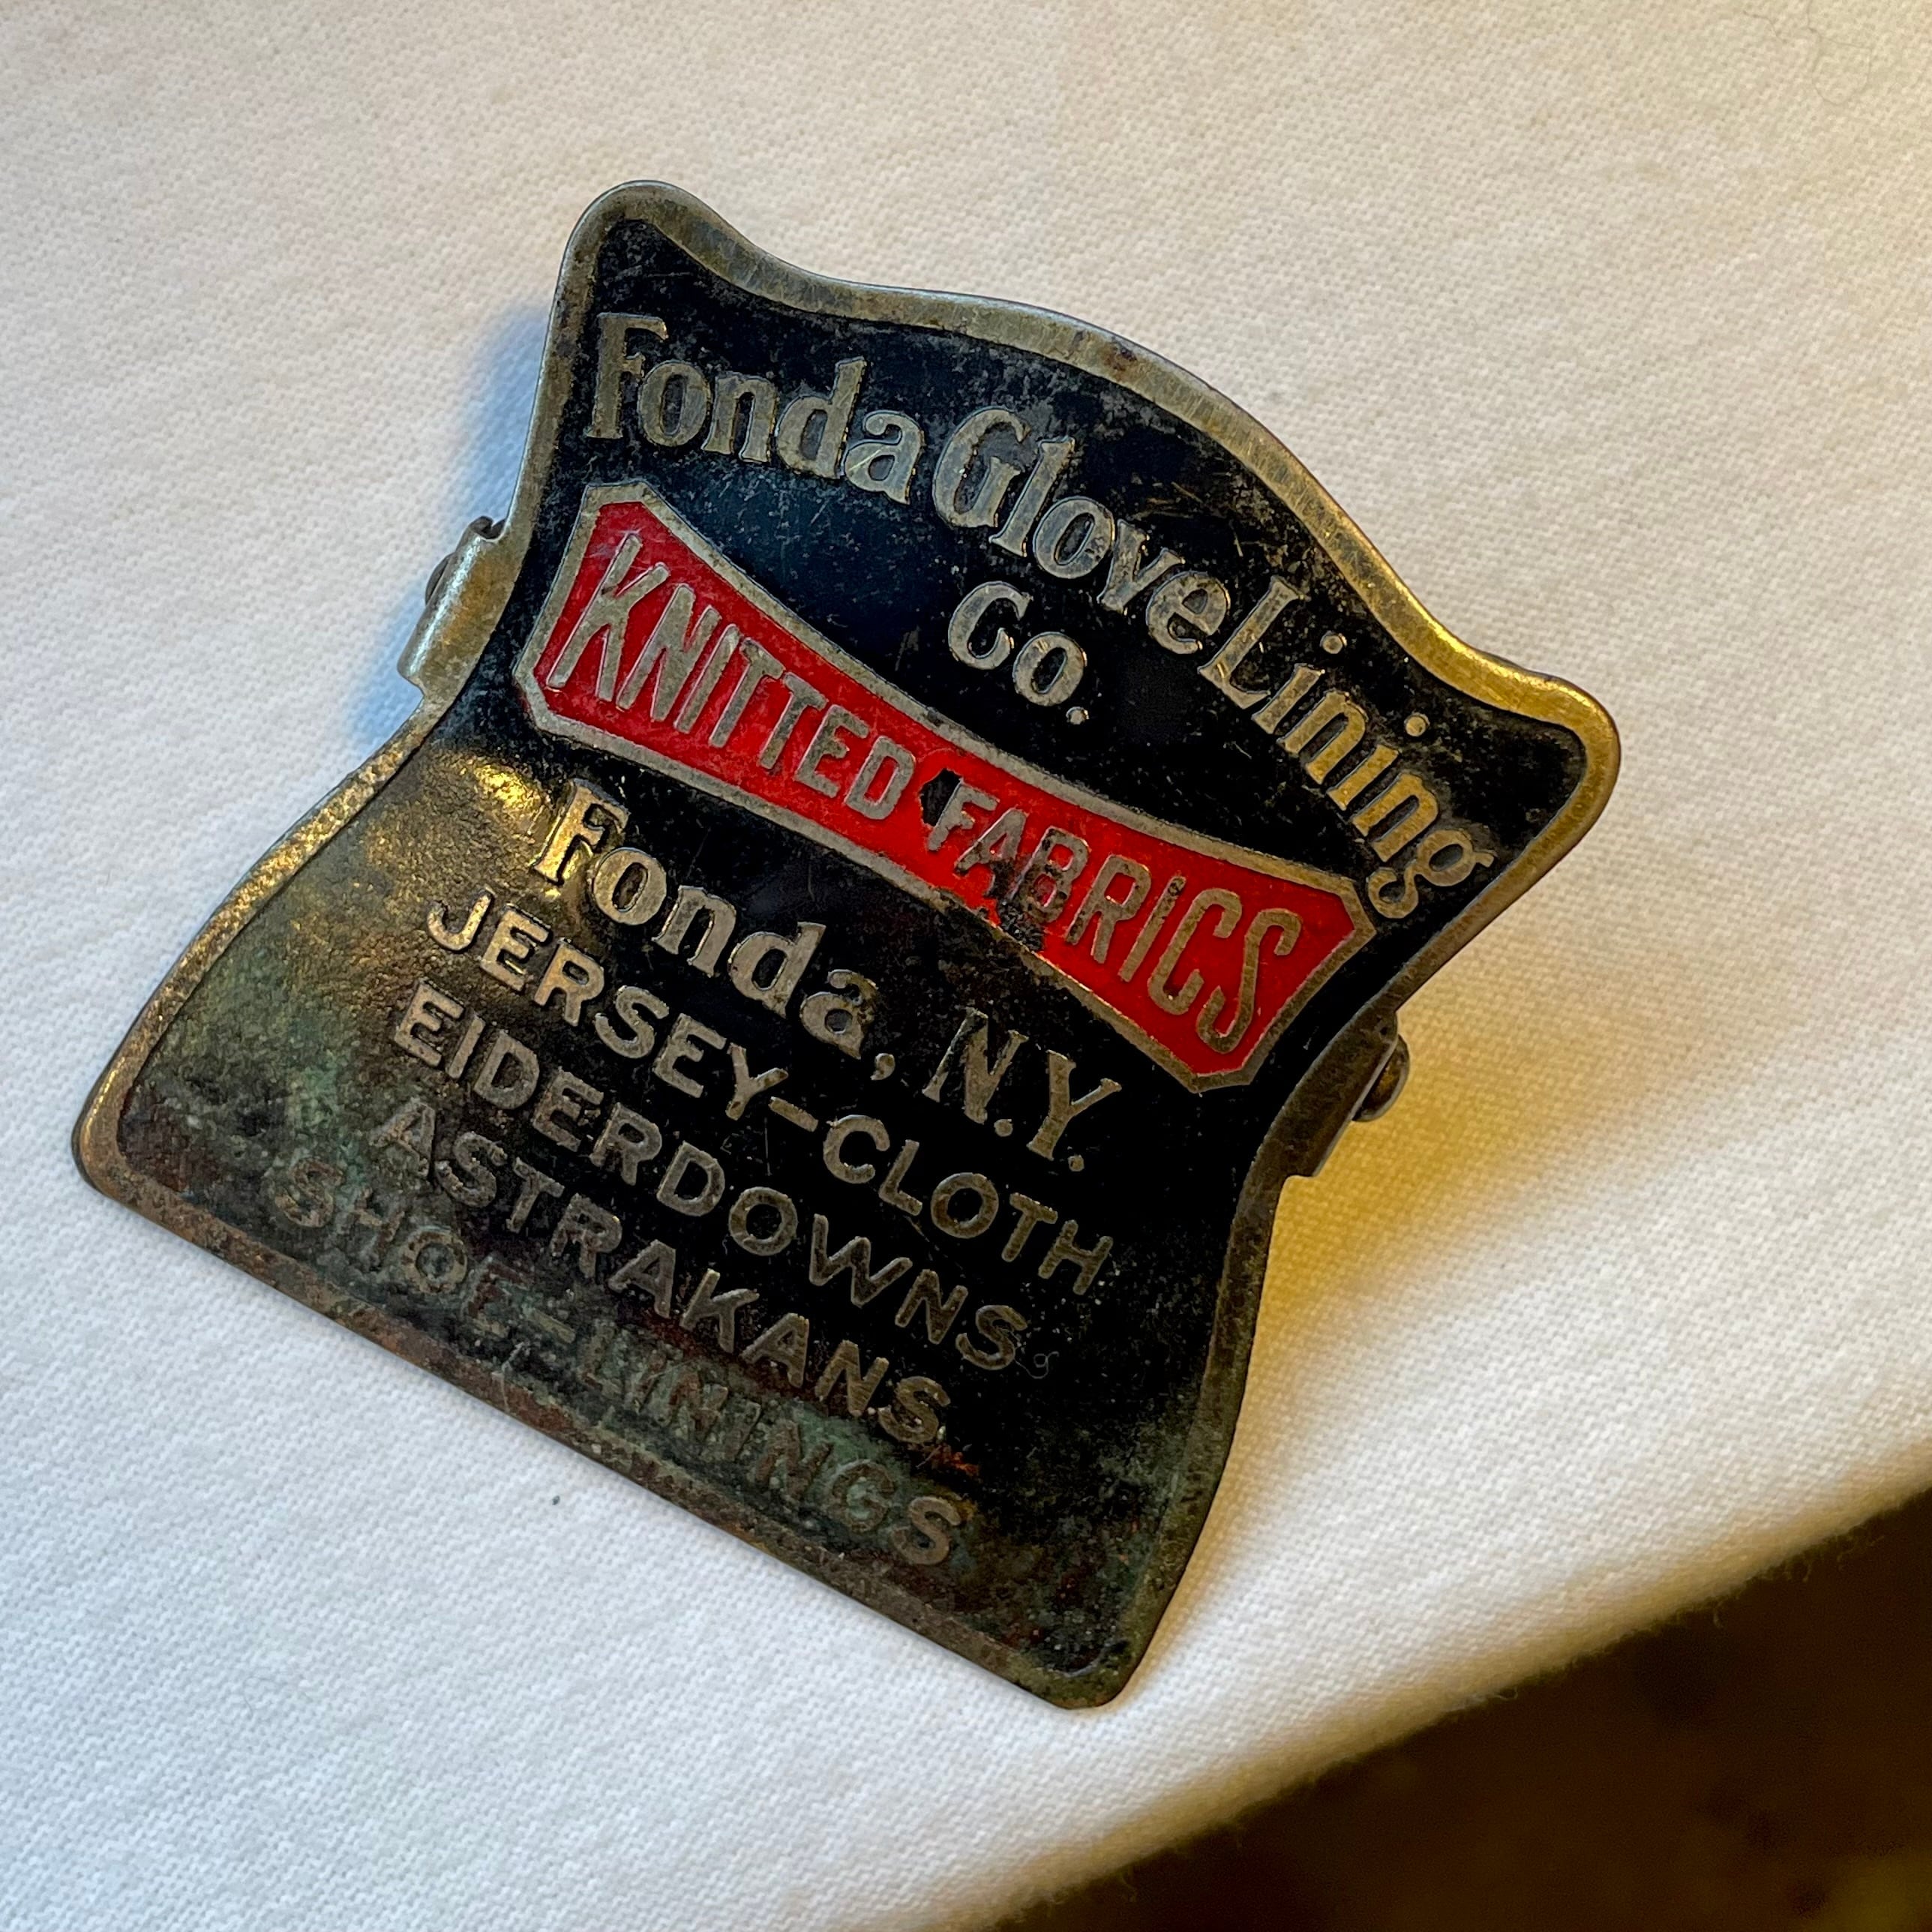 Fonda Glove Lining
Co.
KNITTED FABRICS
Fonda, N.Y.
JERSEY-CLOTH
EIDERDOWNS
ASTRAKANS
SHOE-LININGS